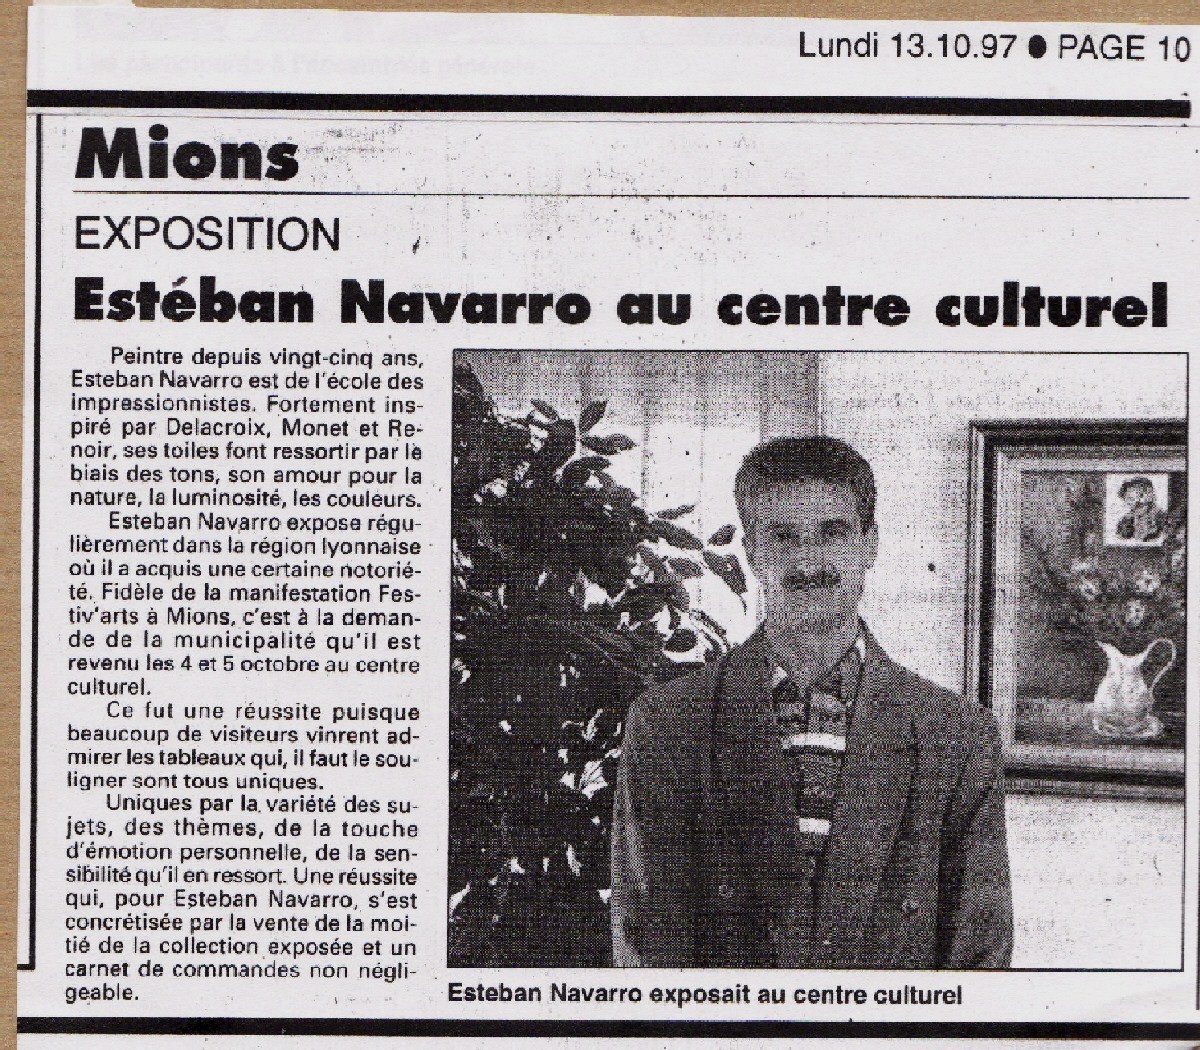 Lundi 13.10.97 ● PAGE 10
Mions
EXPOSITION
Estéban Navarro au centre culturel
Peintre depuis vingt-cinq ans,
Esteban Navarro est de l'école des
impressionnistes. Fortement ins-
piré par Delacroix, Monet et Re-
noir, ses toiles font ressortir par le
biais des tons, son amour pour la
nature, la luminosité, les couleurs.
Esteban Navarro expose régu-
lièrement dans la région lyonnaise
où il a acquis une certaine notorié-
té. Fidèle de la manifestation Fes-
tiv'arts à Mions, c'est à la deman-
de de la municipalité qu'il est
revenu les 4 et 5 octobre au centre
culturel.
Ce fut une réussite puisque
beaucoup de visiteurs vinrent ad-
mirer les tableaux qui, il faut le sou-
ligner sont tous uniques.
Uniques par la variété des su-
jets, des thèmes, de la touche
d'émotion personnelle, de la sen-
sibilité qu'il en ressort. Une réussite
qui, pour Esteban Navarro, s'est
concrétisée par la vente de la moi-
tié de la collection exposée et un
carnet de commandes non négli-
geable.
Esteban Navarro exposait au centre culturel